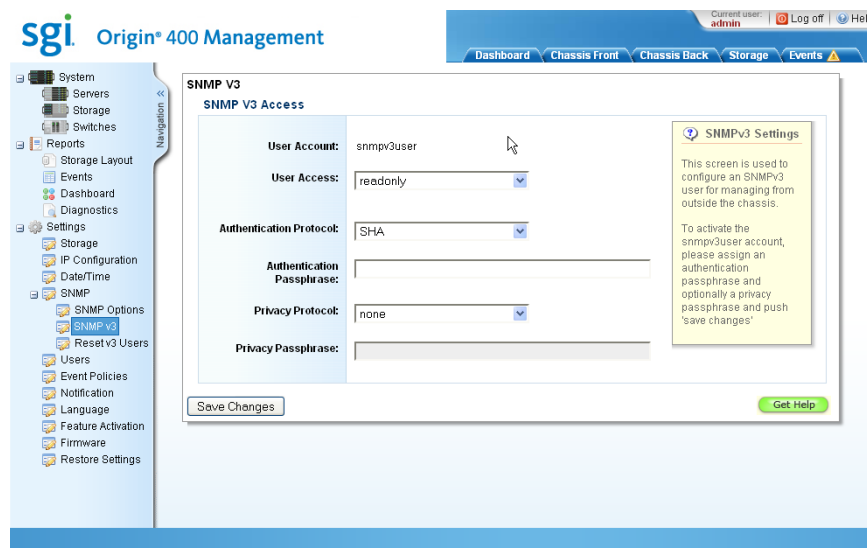 sgi Origin® 400 Management
Current user:
admin
Log off
Hel
Dashboard
Chassis Front
Chassis Back
Storage
Events
Navigation
System
Servers
Storage
Switches
Reports
Storage Layout
Events
Dashboard
Diagnostics
Settings
Storage
IP Configuration
Date/Time
SNMP
SNMP Options
SNMP v3
Reset v3 Users
Users
Event Policies
Notification
Language
Feature Activation
Firmware
Restore Settings
SNMP V3
SNMP V3 Access
User Account: snmpv3user
User Access: readonly
Authentication Protocol: SHA
Authentication
Passphrase:
Privacy Protocol: none
Privacy Passphrase:
SNMPv3 Settings
This screen is used to
configure an SNMPv3
user for managing from
outside the chassis.
To activate the
snmpv3user account,
please assign an
authentication
passphrase and
optionally a privacy
passphrase and push
'save changes'
Save Changes
Get Help